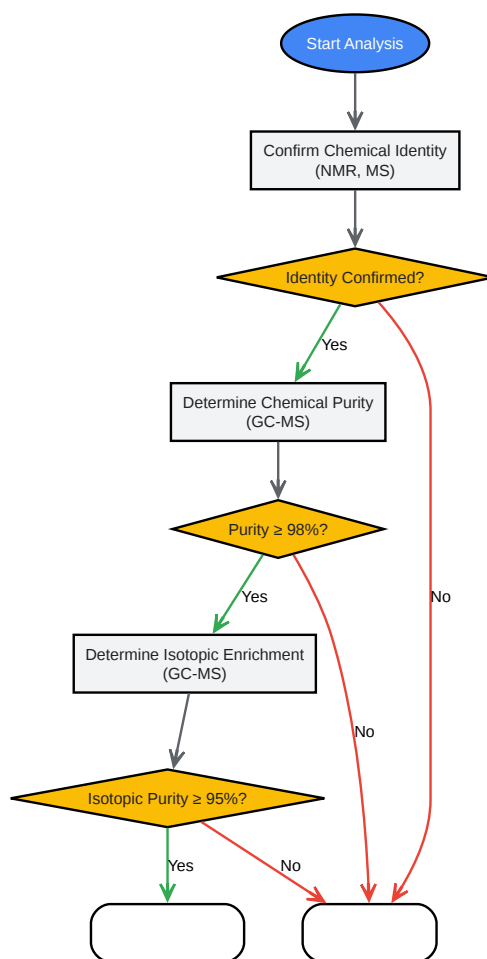 Start Analysis
Confirm Chemical Identity
(NMR, MS)
Identity Confirmed?
Yes
Determine Chemical Purity
(GC-MS)
Purity ≥ 98%?
Yes
No
Determine Isotopic Enrichment
(GC-MS)
No
Isotopic Purity ≥ 95%?
Yes
No